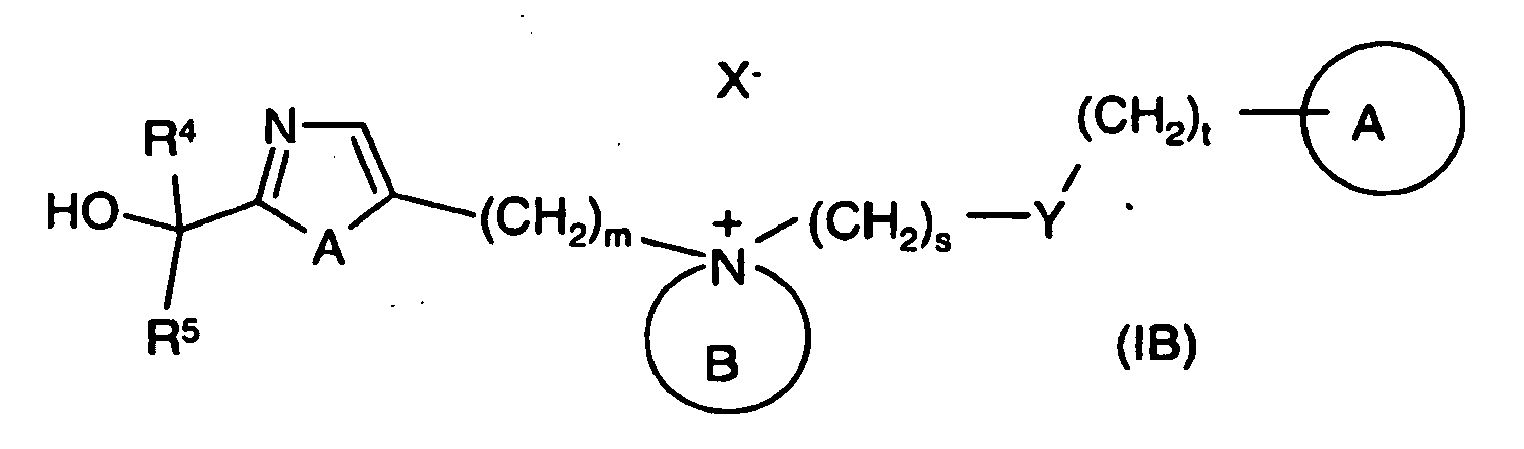 X-
R4 N (CH2)t A
HO A (CH2)m N+ (CH2)s Y
R5 B (IB)